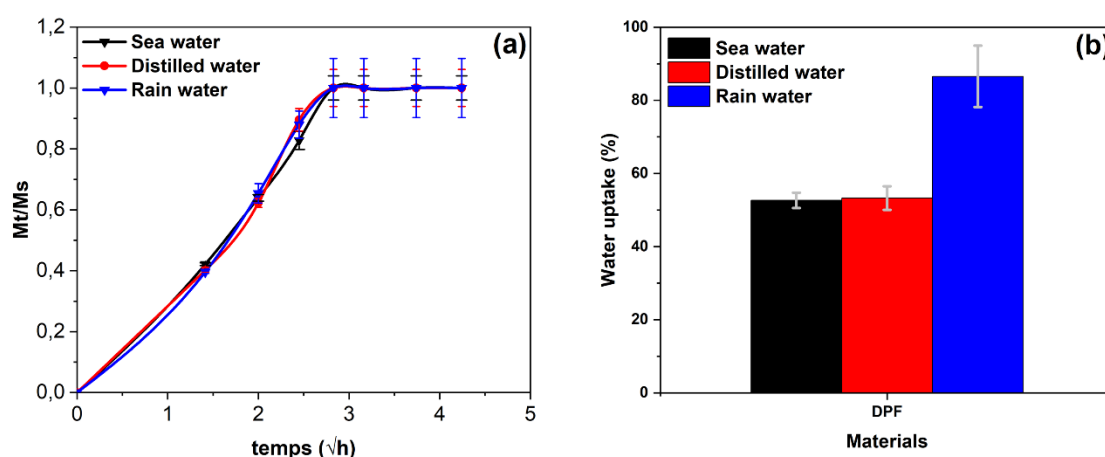 (a)
Sea water
Distilled water
Rain water
1,2
1,0
0,8
0,6
0,4
0,2
0,0
Mt/Ms
0 1 2 3 4 5
temps (√h)
(b)
Sea water
Distilled water
Rain water
100
80
60
40
20
0
Water uptake (%)
DPF
Materials